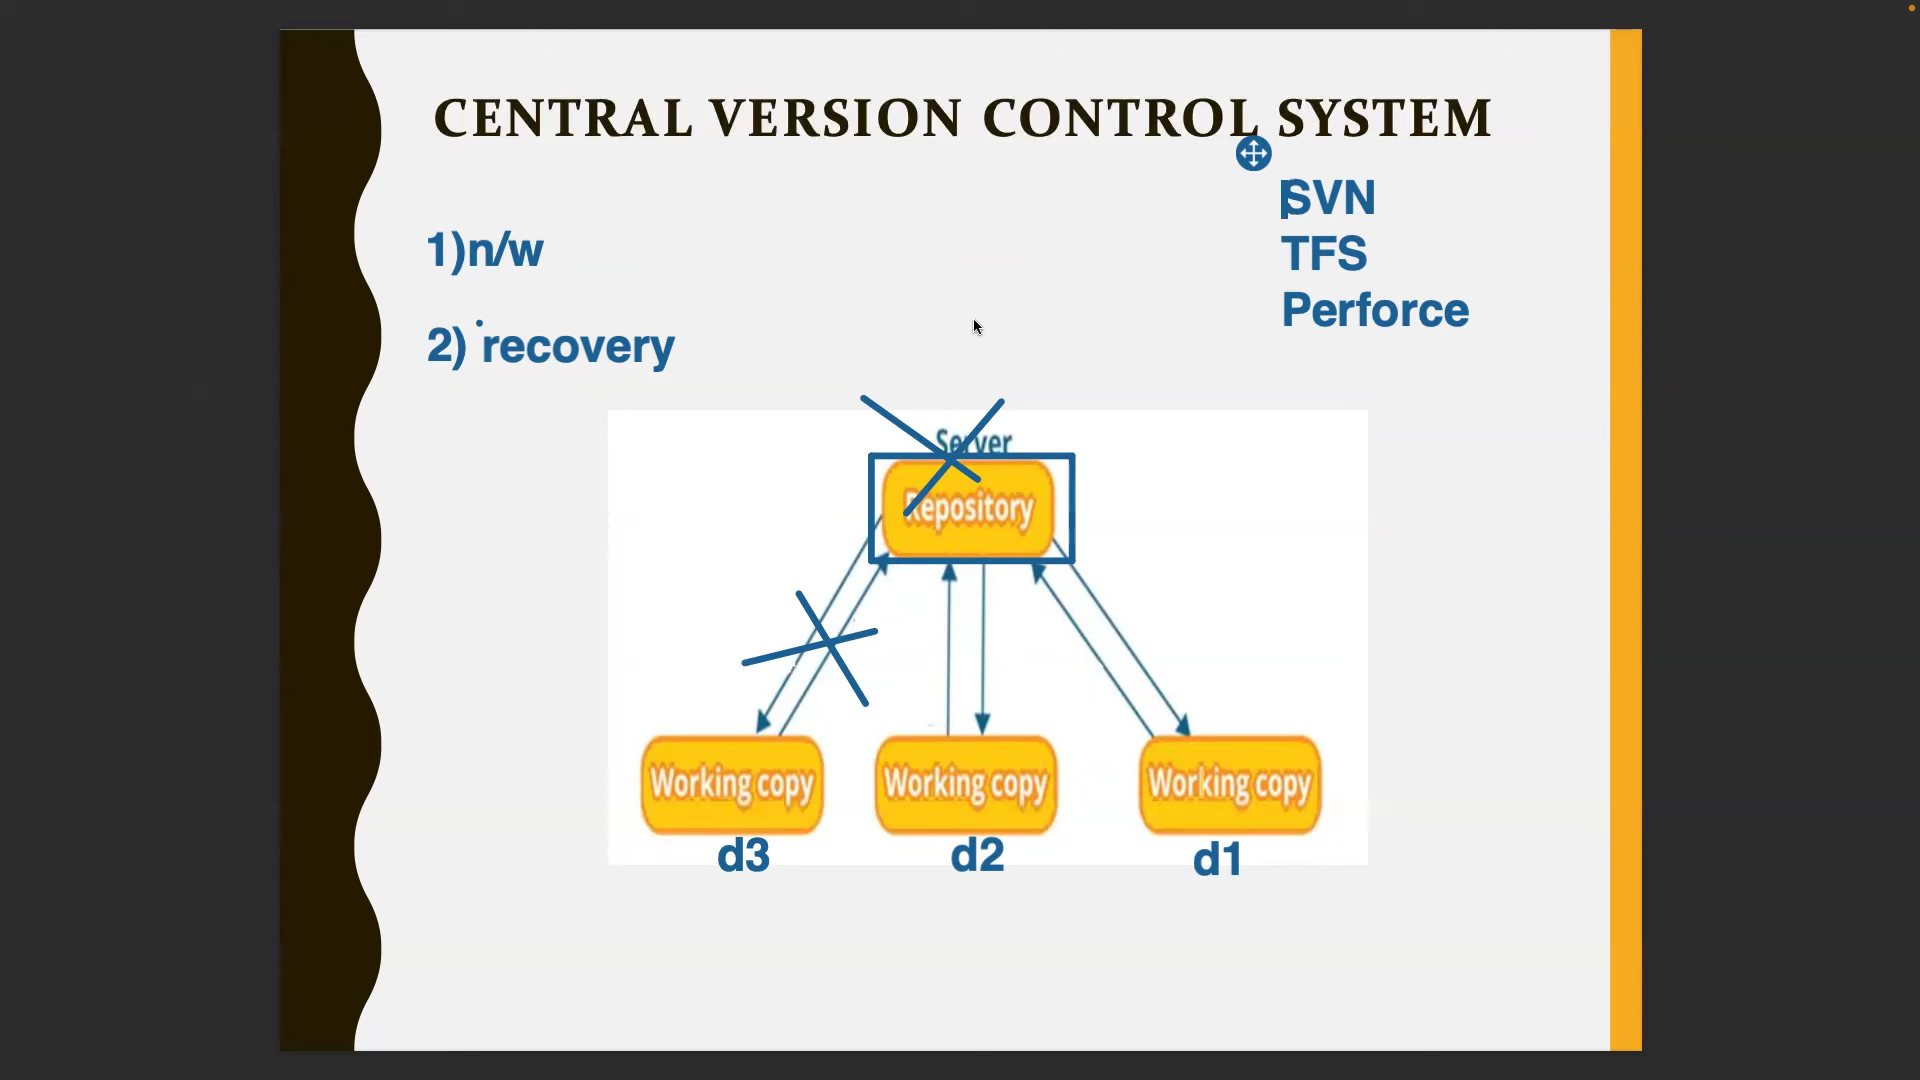 CENTRAL VERSION CONTROL SYSTEM
SVN
TFS
Perforce
1)n/w
2) recovery
Server
Repository
Working copy
Working copy
Working copy
d3
d2
d1